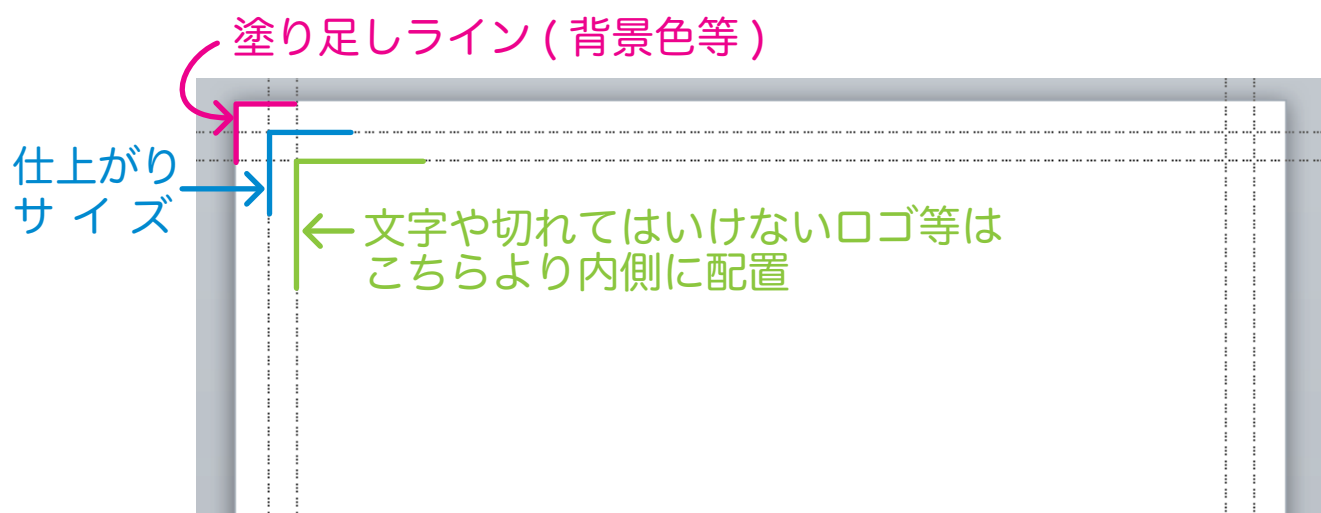 塗り足しライン ( 背景色等 )
仕上がり
サ イ ズ
文字や切れてはいけないロゴ等は
こちらより内側に配置